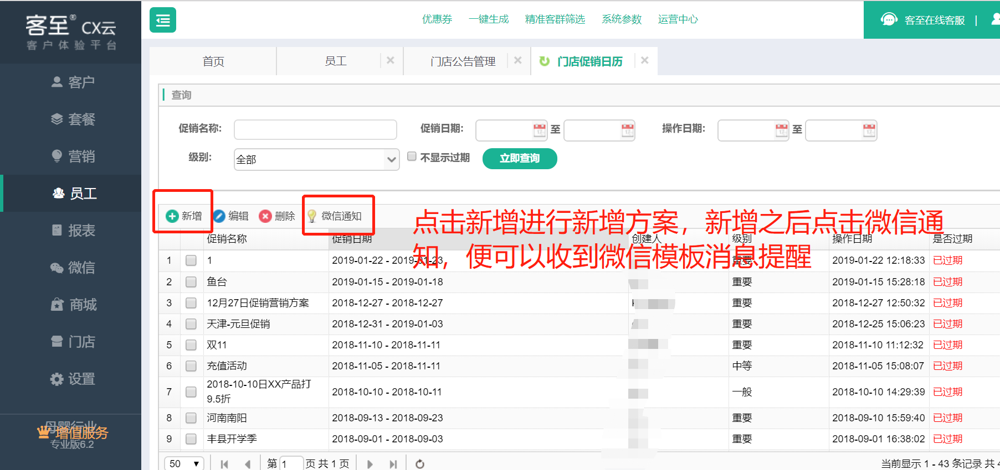 客至® CX云
客户体验平台
优惠券 一键生成 精准客群筛选 系统参数 运营中心
客至在线客服 |
首页 员工 × 门店公告管理 × 门店促销日历 ×
客户
套餐
营销
员工
报表
微信
商城
门店
设置
母婴行业
增值服务
专业版6.2
查询
促销名称: 促销日期: 至 操作日期: 至
级别: 全部 不显示过期 立即查询
新增 编辑 删除 微信通知
点击新增进行新增方案，新增之后点击微信通
知，便可以收到微信模板消息提醒
促销名称 促销日期 创建人 级别 操作日期 是否过期
1 1 2019-01-22 - 2019-01-23 重要 2019-01-22 12:18:33 已过期
2 鱼台 2019-01-15 - 2019-01-18 重要 2019-01-15 15:28:18 已过期
3 12月27日促销营销方案 2018-12-27 - 2018-12-27 重要 2018-12-27 12:50:32 已过期
4 天津-元旦促销 2018-12-31 - 2019-01-03 重要 2018-12-25 15:06:23 已过期
5 双11 2018-11-10 - 2018-11-11 重要 2018-11-10 11:12:32 已过期
6 充值活动 2018-11-05 - 2018-11-11 中等 2018-11-05 15:08:07 已过期
7 2018-10-10日XX产品打
9.5折 2018-10-10 - 2018-10-11 一般 2018-10-10 14:29:39 已过期
8 河南南阳 2018-09-13 - 2018-09-23 重要 2018-09-10 15:59:40 已过期
9 丰县开学季 2018-09-01 - 2018-09-03 重要 2018-09-01 16:38:02 已过期
50 第 1 页 共 1 页 当前显示 1 - 43 条记录 共